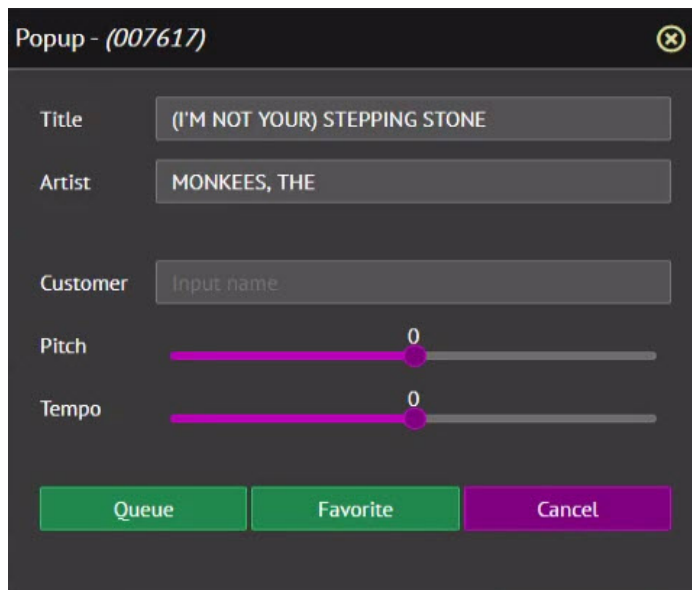 Popup - (007617)
Title
(I'M NOT YOUR) STEPPING STONE
Artist
MONKEES, THE
Customer
Input name
Pitch
0
Tempo
0
Queue
Favorite
Cancel